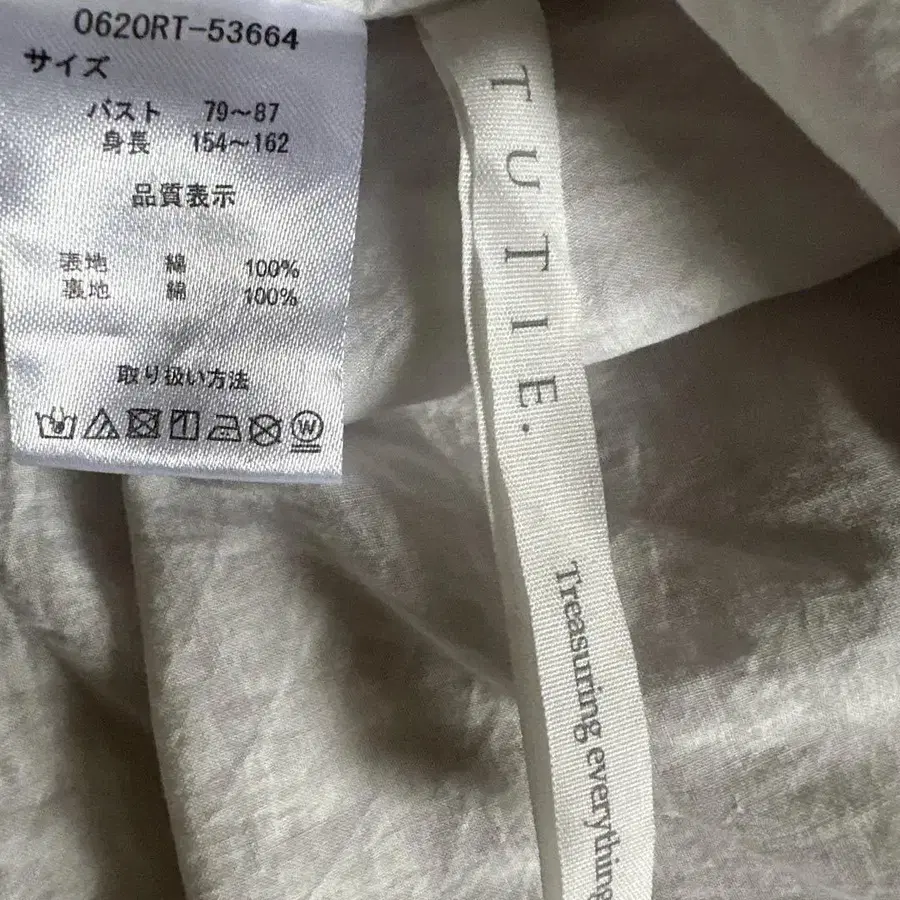 0620RT-53664
サイズ
バスト 79～87
身長 154～162
品質表示
表地 綿 100%
裏地 綿 100%
取り扱い方法
W
TUTIE.
Treasuring everything